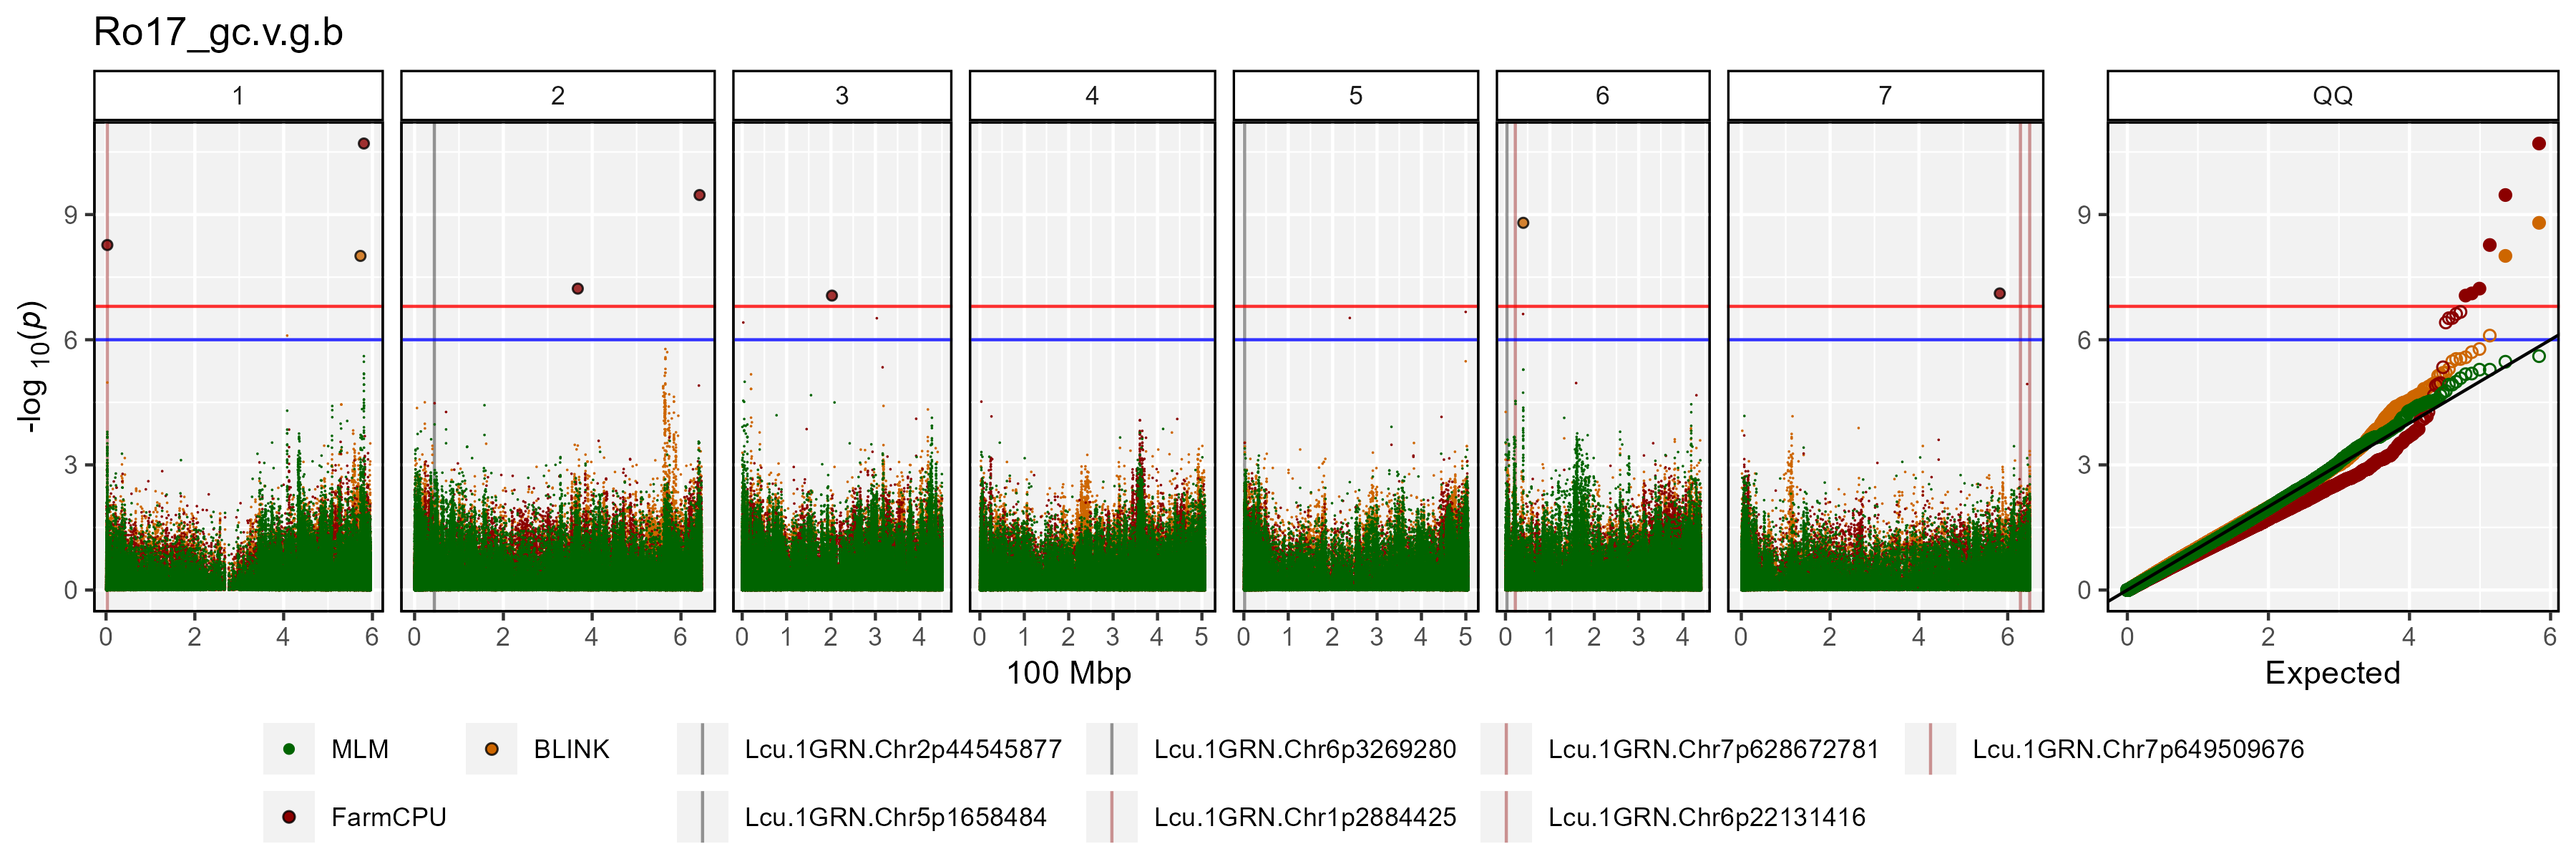 Ro17_gc.v.g.b
1 2 3 4 5 6 7 QQ
9 9
6 6
3 3
0 0
0 2 4 6 0 2 4 6 0 1 2 3 4 0 1 2 3 4 5 0 1 2 3 4 5 0 1 2 3 4 0 2 4 6 0 2 4 6
-log 10(p)
100 Mbp Expected
MLM BLINK Lcu.1GRN.Chr2p44545877 Lcu.1GRN.Chr6p3269280 Lcu.1GRN.Chr7p628672781 Lcu.1GRN.Chr7p649509676
FarmCPU Lcu.1GRN.Chr5p1658484 Lcu.1GRN.Chr1p2884425 Lcu.1GRN.Chr6p22131416